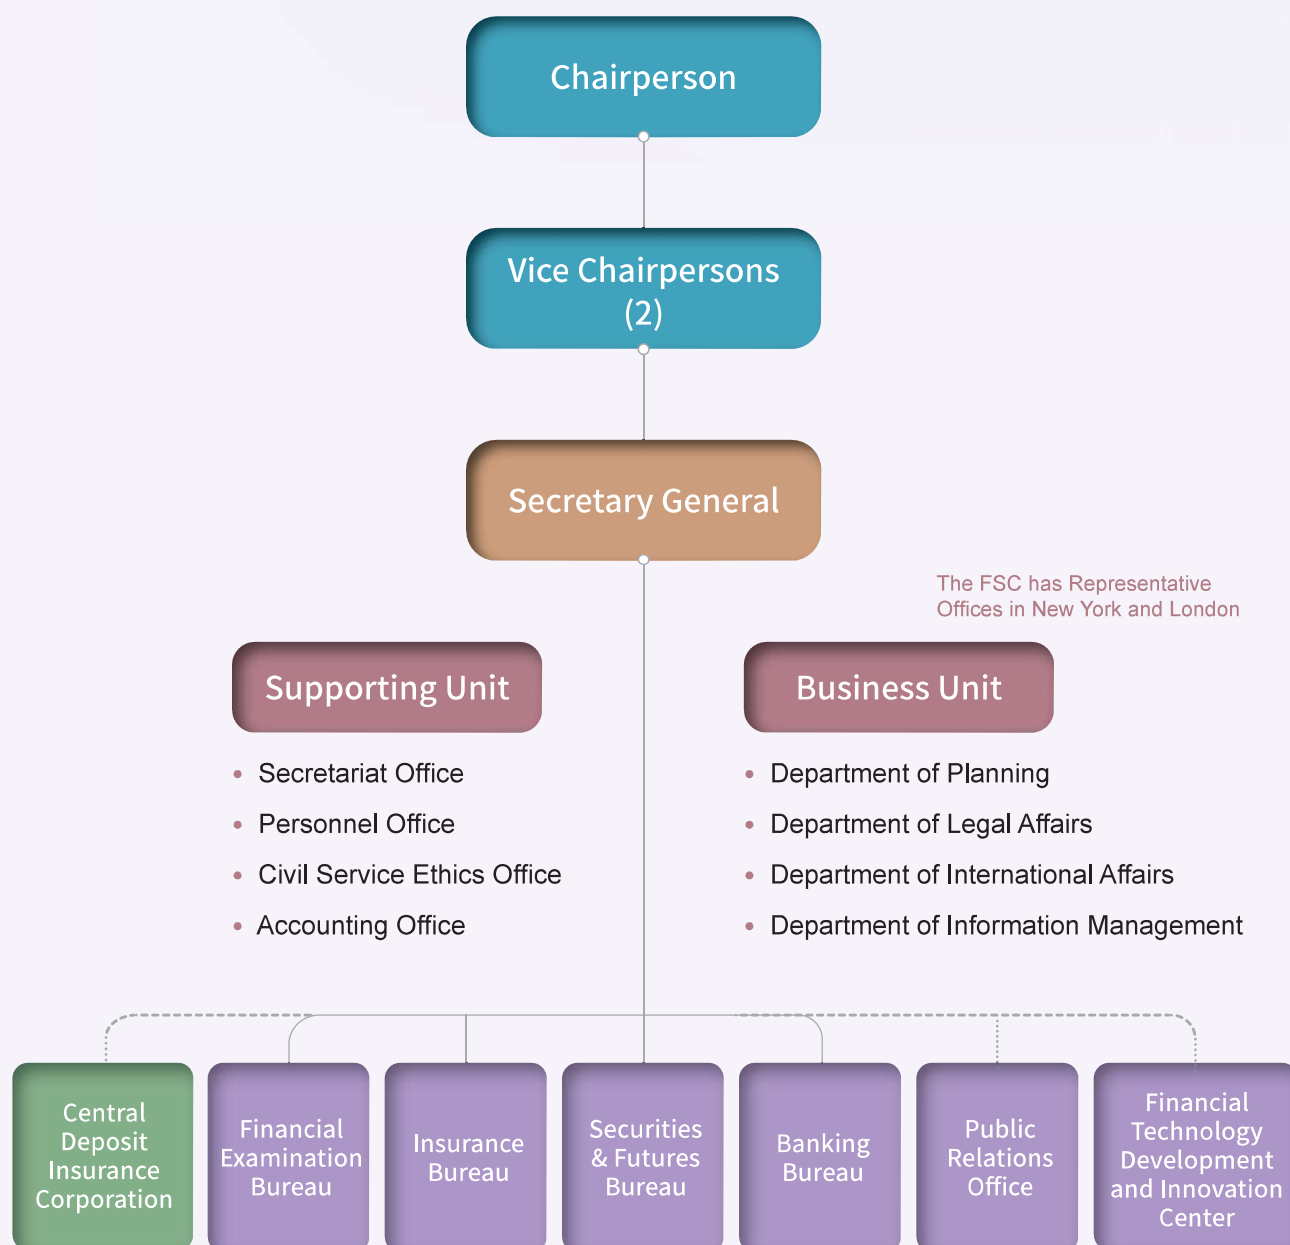 Chairperson
Vice Chairpersons
(2)
Secretary General
The FSC has Representative
Offices in New York and London
Supporting Unit
• Secretariat Office
• Personnel Office
• Civil Service Ethics Office
• Accounting Office
Business Unit
• Department of Planning
• Department of Legal Affairs
• Department of International Affairs
• Department of Information Management
Central
Deposit
Insurance
Corporation
Financial
Examination
Bureau
Insurance
Bureau
Securities
& Futures
Bureau
Banking
Bureau
Public
Relations
Office
Financial
Technology
Development
and Innovation
Center